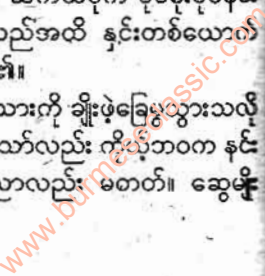 ည်အထိ နှင်းတစ်ယောက်
၏။
သားကို ချိုးဖဲ့ခြေမွသွားသလို
သော်လည်း ကိုယ့်ဘဝက နင်း
ာလည်း မတတ်။ ဆွေမျိုး
www.burmeseclassic.com